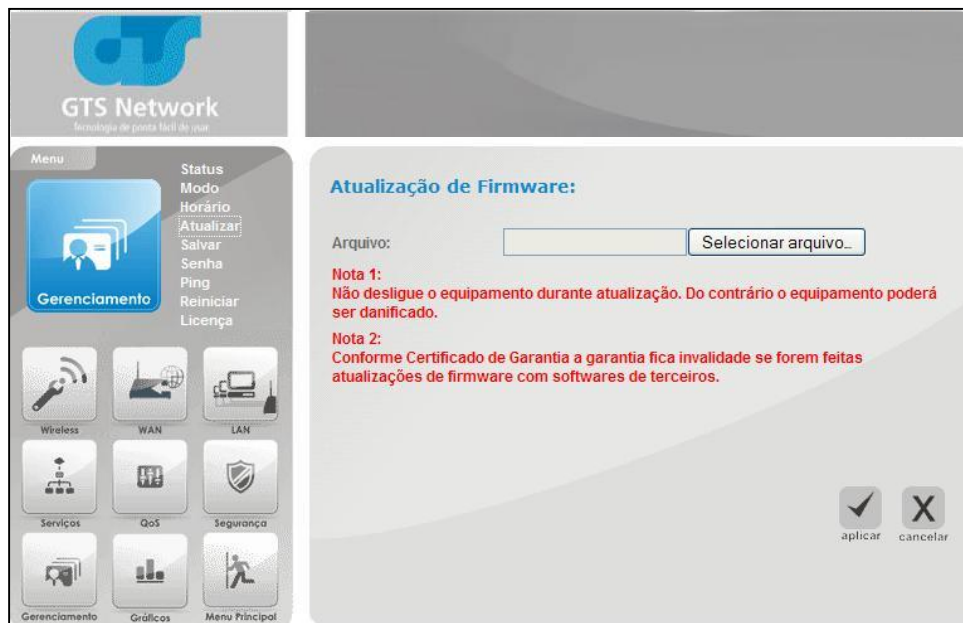 GTS
GTS Network
Tecnologia de ponta fácil de usar
Menu
Gerenciamento
Status
Modo
Horário
Atualizar
Salvar
Senha
Ping
Reiniciar
Licença
Wireless
WAN
LAN
Serviços
QoS
Segurança
Gerenciamento
Gráficos
Menu Principal
Atualização de Firmware:
Arquivo:
Selecionar arquivo...
Nota 1:
Não desligue o equipamento durante atualização. Do contrário o equipamento poderá
ser danificado.
Nota 2:
Conforme Certificado de Garantia a garantia fica invalidade se forem feitas
atualizações de firmware com softwares de terceiros.
aplicar
cancelar